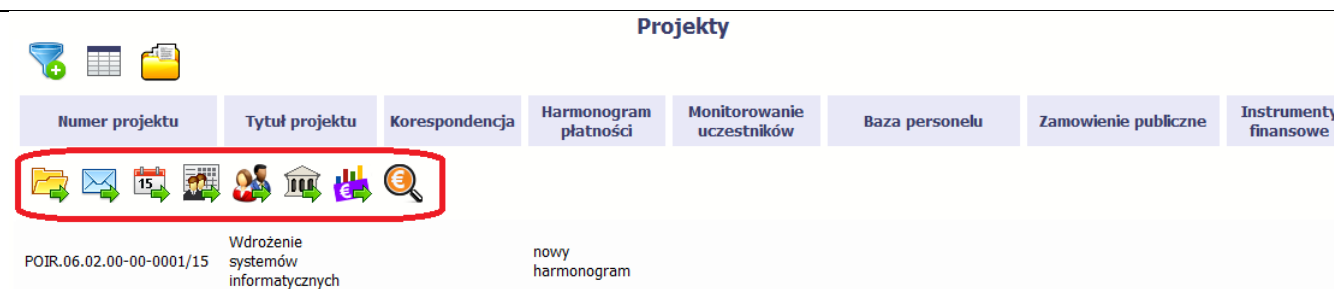 Projekty
Numer projektu
Tytuł projektu
Korespondencja
Harmonogram
płatności
Monitorowanie
uczestników
Baza personelu
Zamowienie publiczne
Instrumenty
finansowe
15
POIR.06.02.00-00-0001/15
Wdrożenie
systemów
informatycznych
nowy
harmonogram